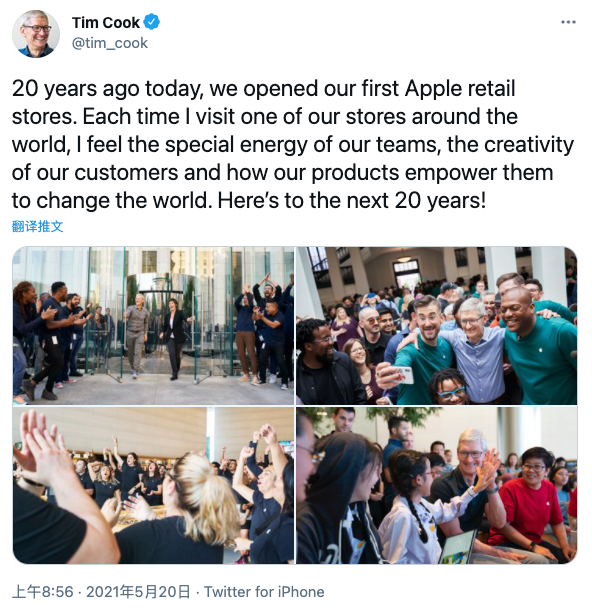 Tim Cook
@tim_cook
20 years ago today, we opened our first Apple retail
stores. Each time I visit one of our stores around the
world, I feel the special energy of our teams, the creativity
of our customers and how our products empower them
to change the world. Here’s to the next 20 years!
翻译推文
上午8:56 · 2021年5月20日 · Twitter for iPhone